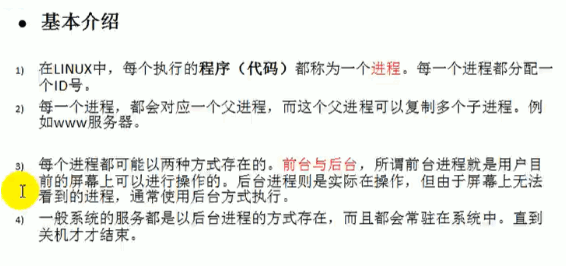 • 基本介绍
1) 在LINUX中，每个执行的程序（代码）都称为一个进程。每一个进程都分配一
个ID号。
2) 每一个进程，都会对应一个父进程，而这个父进程可以复制多个子进程。例
如www服务器。
3) 每个进程都可能以两种方式存在的。前台与后台，所谓前台进程就是用户目
前的屏幕上可以进行操作的。后台进程则是实际在操作，但由于屏幕上无法
看到的进程，通常使用后台方式执行。
4) 一般系统的服务都是以后台进程的方式存在，而且都会常驻在系统中。直到
关机才才结束。